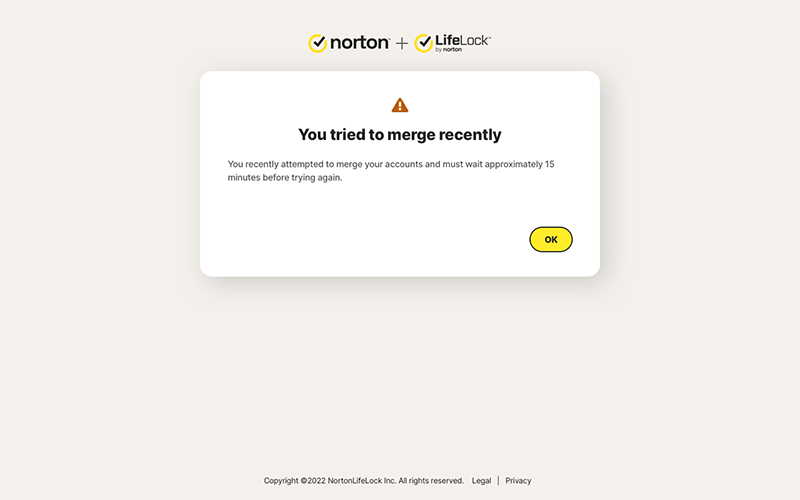 norton + LifeLock™
by norton
You tried to merge recently
You recently attempted to merge your accounts and must wait approximately 15
minutes before trying again.
OK
Copyright ©2022 NortonLifeLock Inc. All rights reserved. Legal | Privacy